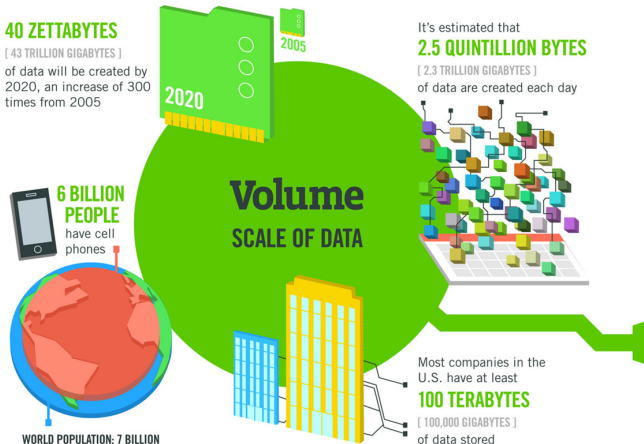 40 ZETTABYTES
[ 43 TRILLION GIGABYTES ]
of data will be created by
2020, an increase of 300
times from 2005
2020
2005
It's estimated that
2.5 QUINTILLION BYTES
[ 2.3 TRILLION GIGABYTES ]
of data are created each day
6 BILLION
PEOPLE
have cell
phones
WORLD POPULATION: 7 BILLION
Volume
SCALE OF DATA
Most companies in the
U.S. have at least
100 TERABYTES
[ 100,000 GIGABYTES ]
of data stored